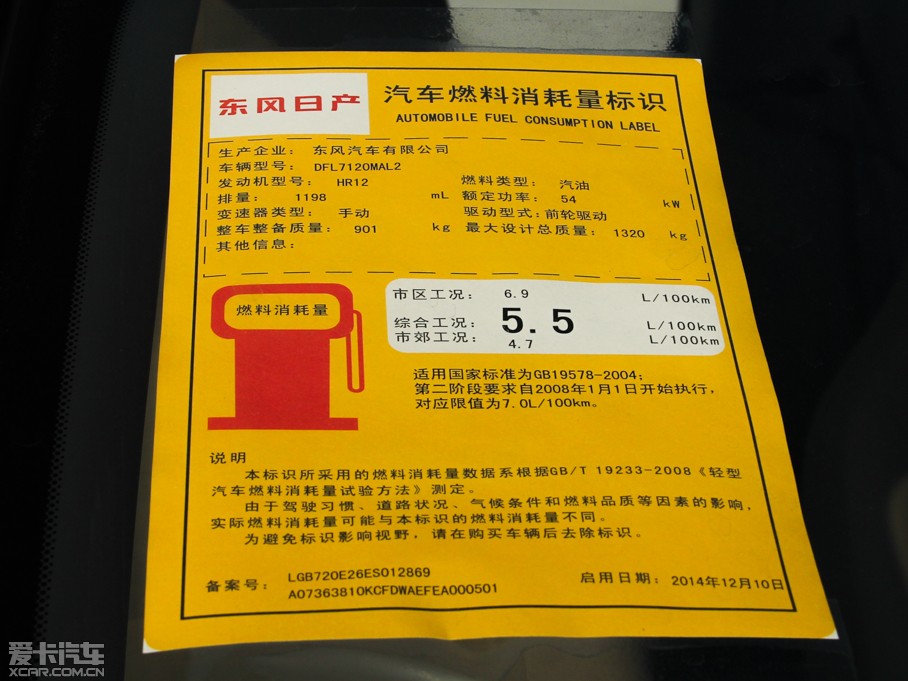 东风日产
汽车燃料消耗量标识
AUTOMOBILE FUEL CONSUMPTION LABEL
生产企业： 东风汽车有限公司
车辆型号： DFL7120MAL2
发动机型号： HR12 燃料类型： 汽油
排量： 1198 mL 额定功率： 54 kW
变速器类型： 手动 驱动型式：前轮驱动
整车整备质量： 901 kg 最大设计总质量： 1320 kg
其他信息：
燃料消耗量
市区工况： 6.9 L/100km
综合工况： 5.5 L/100km
市郊工况： 4.7 L/100km
适用国家标准为GB19578-2004；
第二阶段要求自2008年1月1日开始执行，
对应限值为7.0L/100km。
说明
本标识所采用的燃料消耗量数据系根据GB/T 19233-2008《轻型
汽车燃料消耗量试验方法》测定。
由于驾驶习惯、道路状况、气候条件和燃料品质等因素的影响，
实际燃料消耗量可能与本标识的燃料消耗量不同。
为避免标识影响视野，请在购买车辆后去除标识。
备案号： LGB720E26ES012869
A07363810KCFDWAEFEA000501
启用日期： 2014年12月10日
爱卡汽车
XCAR.COM.CN